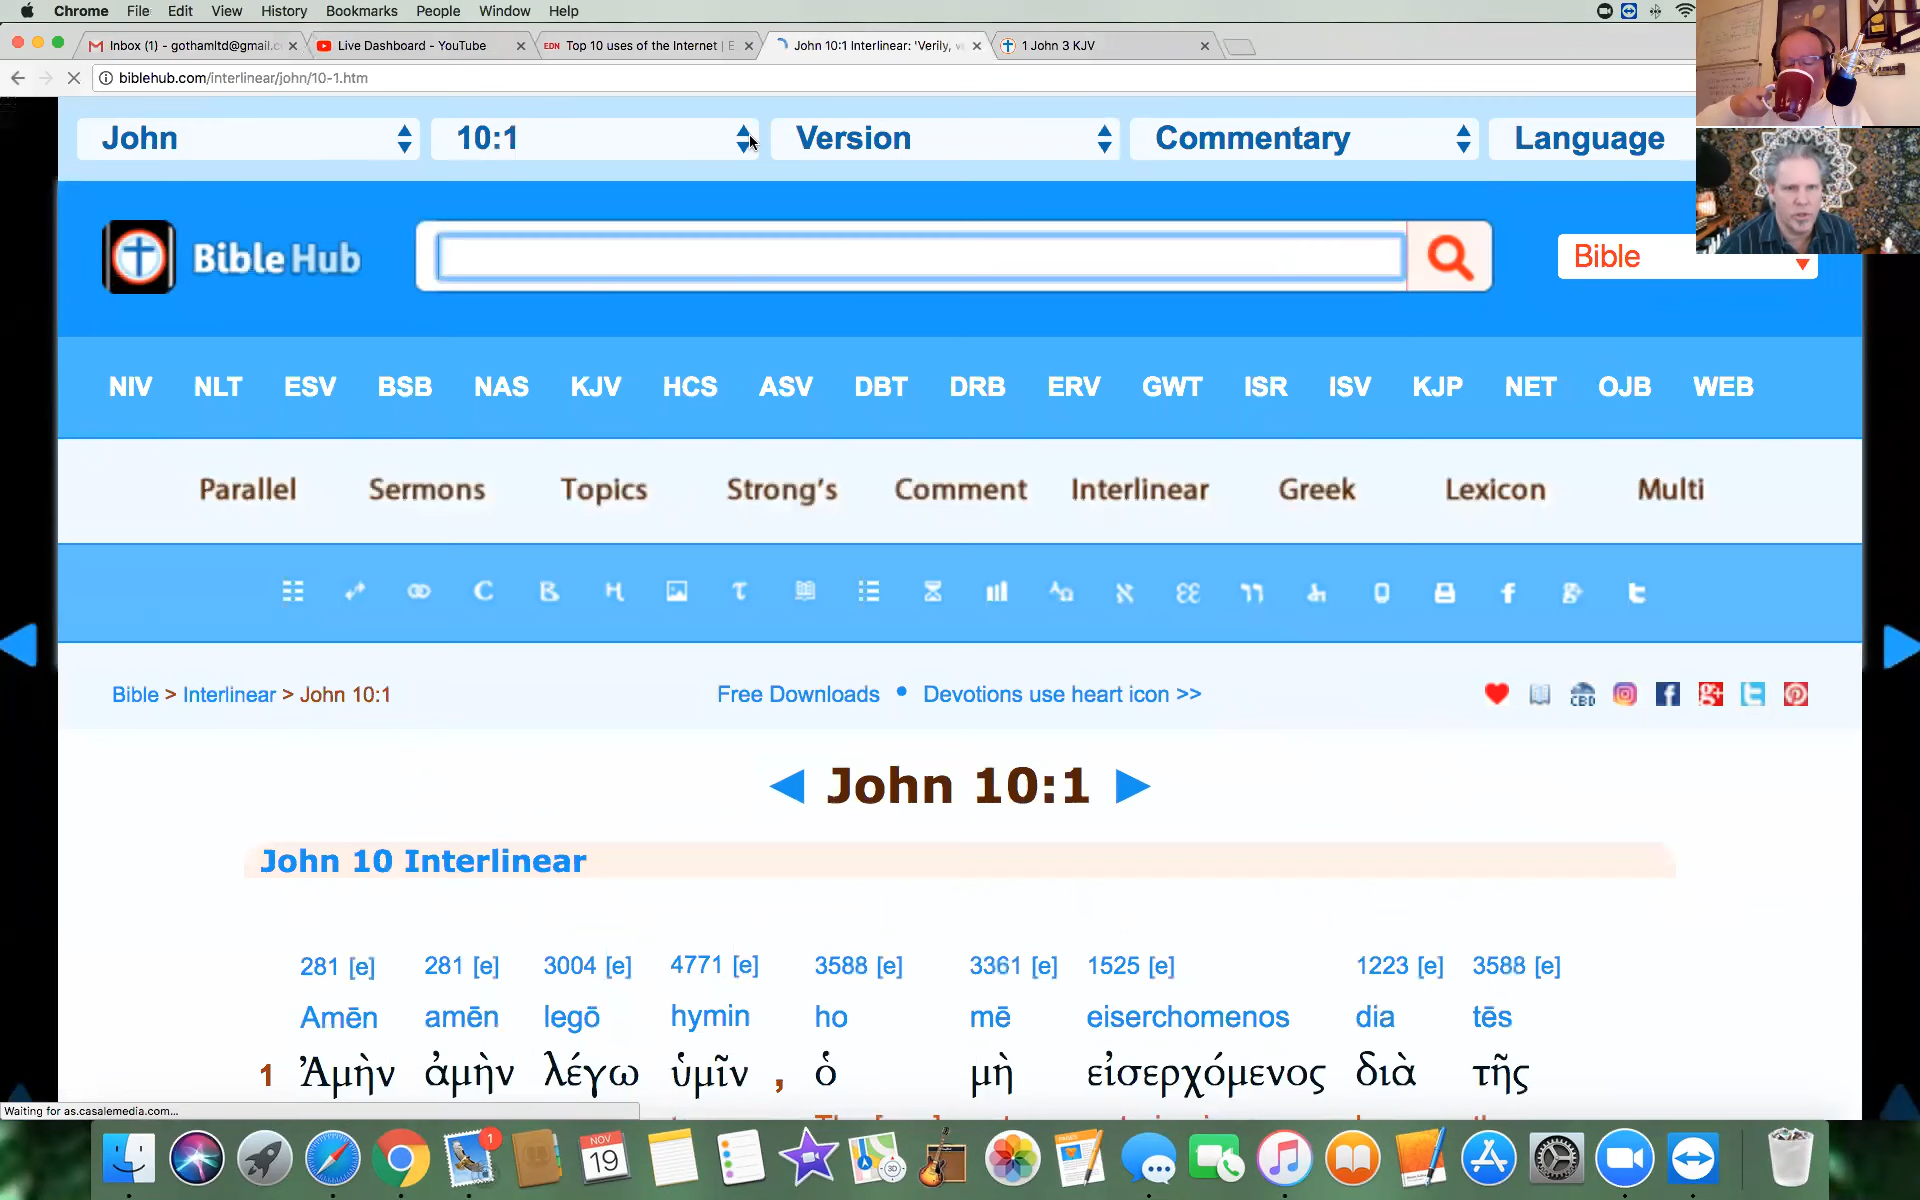 Chrome File Edit View History Bookmarks People Window Help
Inbox (1) - gothamltd@gmail.c Live Dashboard - YouTube EDN Top 10 uses of the Internet | E John 10:1 Interlinear: 'Verily, v 1 John 3 KJV
biblehub.com/interlinear/john/10-1.htm
John 10:1 Version Commentary Language
Bible Hub Bible
NIV NLT ESV BSB NAS KJV HCS ASV DBT DRB ERV GWT ISR ISV KJP NET OJB WEB
Parallel Sermons Topics Strong's Comment Interlinear Greek Lexicon Multi
Bible > Interlinear > John 10:1 Free Downloads • Devotions use heart icon >> CBD
◀ John 10:1 ▶
John 10 Interlinear
281 [e] 281 [e] 3004 [e] 4771 [e] 3588 [e] 3361 [e] 1525 [e] 1223 [e] 3588 [e]
Amēn amēn legō hymin ho mē eiserchomenos dia tēs
1 Ἀμὴν ἀμὴν λέγω ὑμῖν , ὁ μὴ εἰσερχόμενος διὰ τῆς
Waiting for as.casalemedia.com...
1 NOV 3D PAGES
19